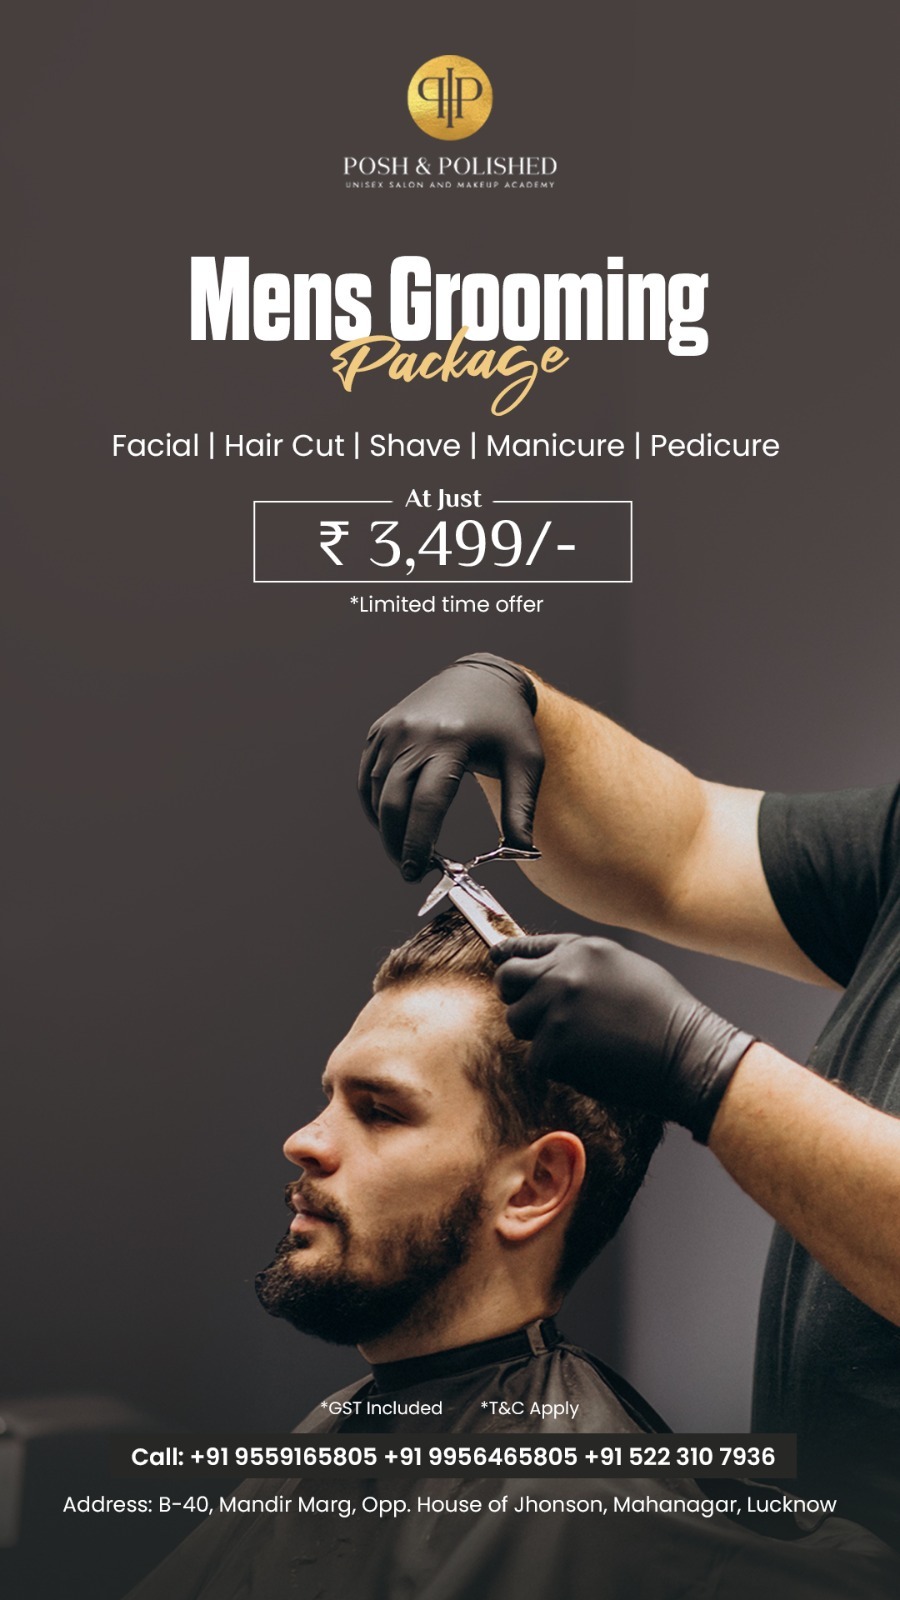 PIP
POSH & POLISHED
UNISEX SALON AND MAKEUP ACADEMY
Mens Grooming
Package
Facial | Hair Cut | Shave | Manicure | Pedicure
At Just
₹ 3,499/-
*Limited time offer
*GST Included *T&C Apply
Call: +91 9559165805 +91 9956465805 +91 522 310 7936
Address: B-40, Mandir Marg, Opp. House of Jhonson, Mahanagar, Lucknow